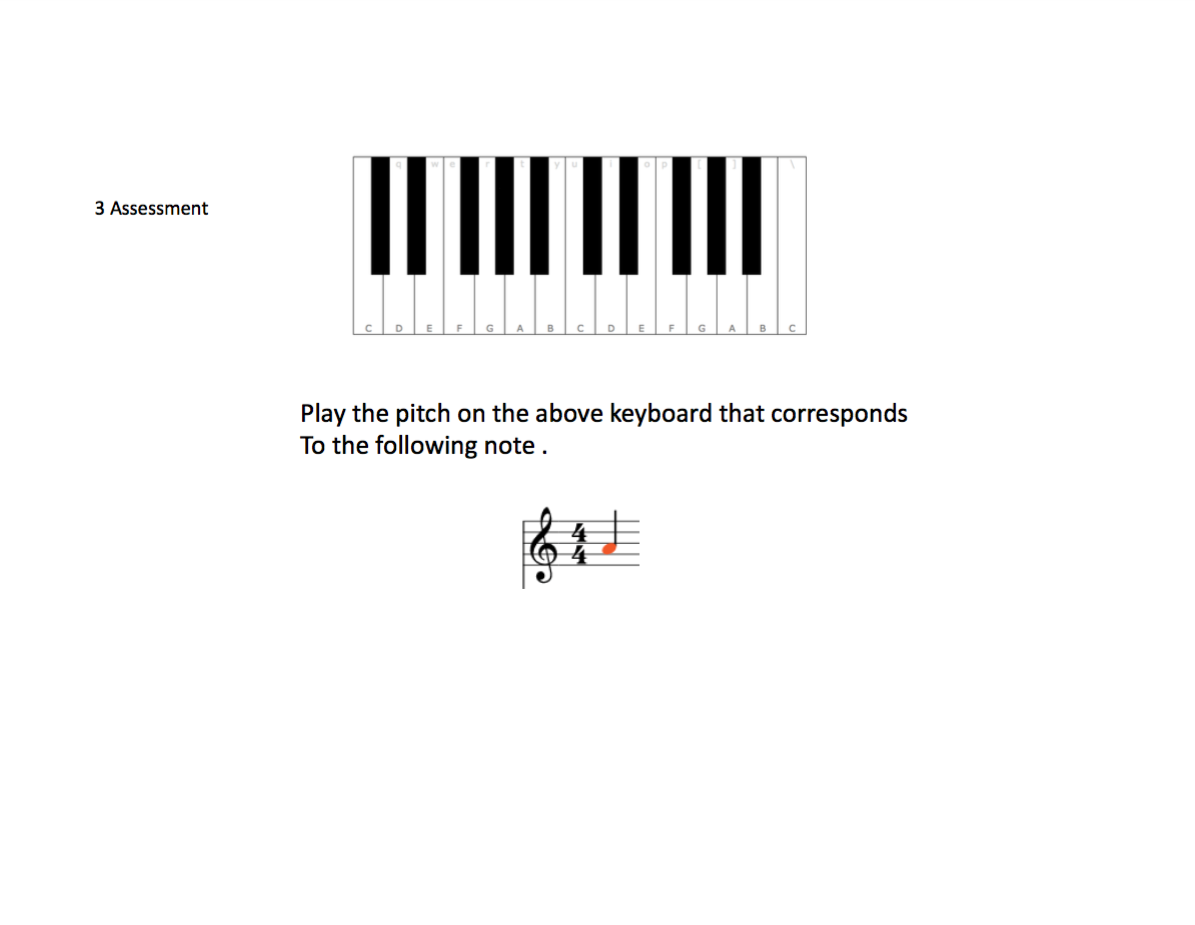 q w e r t y u i o p [ ] \
3 Assessment
C D E F G A B C D E F G A B C
Play the pitch on the above keyboard that corresponds
To the following note .
4
4